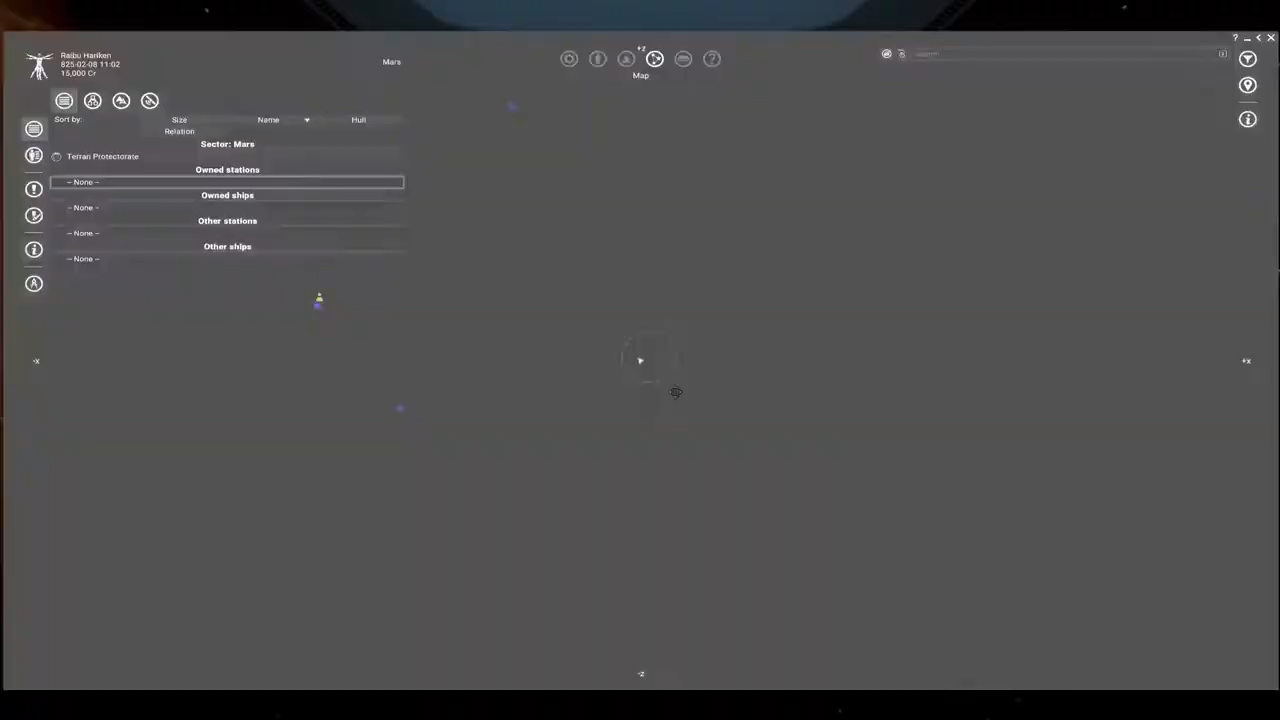 ? _ < X
Raibu Hariken
825-02-08 11:02
15,000 Cr
Mars
+z
?
Map
Sort by:
Size
Name
Hull
Relation
Sector: Mars
Terran Protectorate
Owned stations
-- None --
Owned ships
-- None --
Other stations
-- None --
Other ships
-- None --
-x
+x
-z